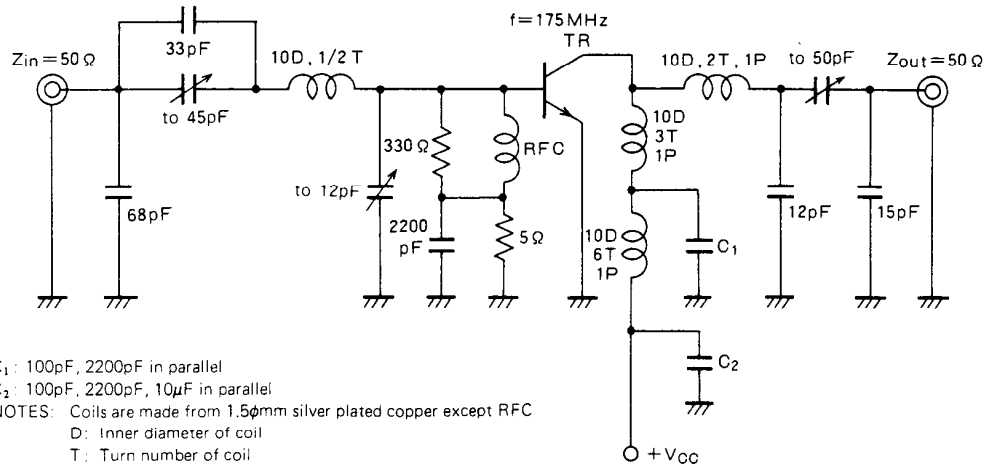 f=175MHz
TR
Zin=50Ω
33pF
to 45pF
10D, 1/2 T
10D, 2T, 1P
to 50pF
Zout=50Ω
68pF
to 12pF
330Ω
2200
pF
RFC
5Ω
10D
3T
1P
10D
6T
1P
C1
12pF
15pF
C2
+VCC
C1: 100pF, 2200pF in parallel
C2: 100pF, 2200pF, 10μF in parallel
NOTES: Coils are made from 1.5φmm silver plated copper except RFC
D: Inner diameter of coil
T: Turn number of coil